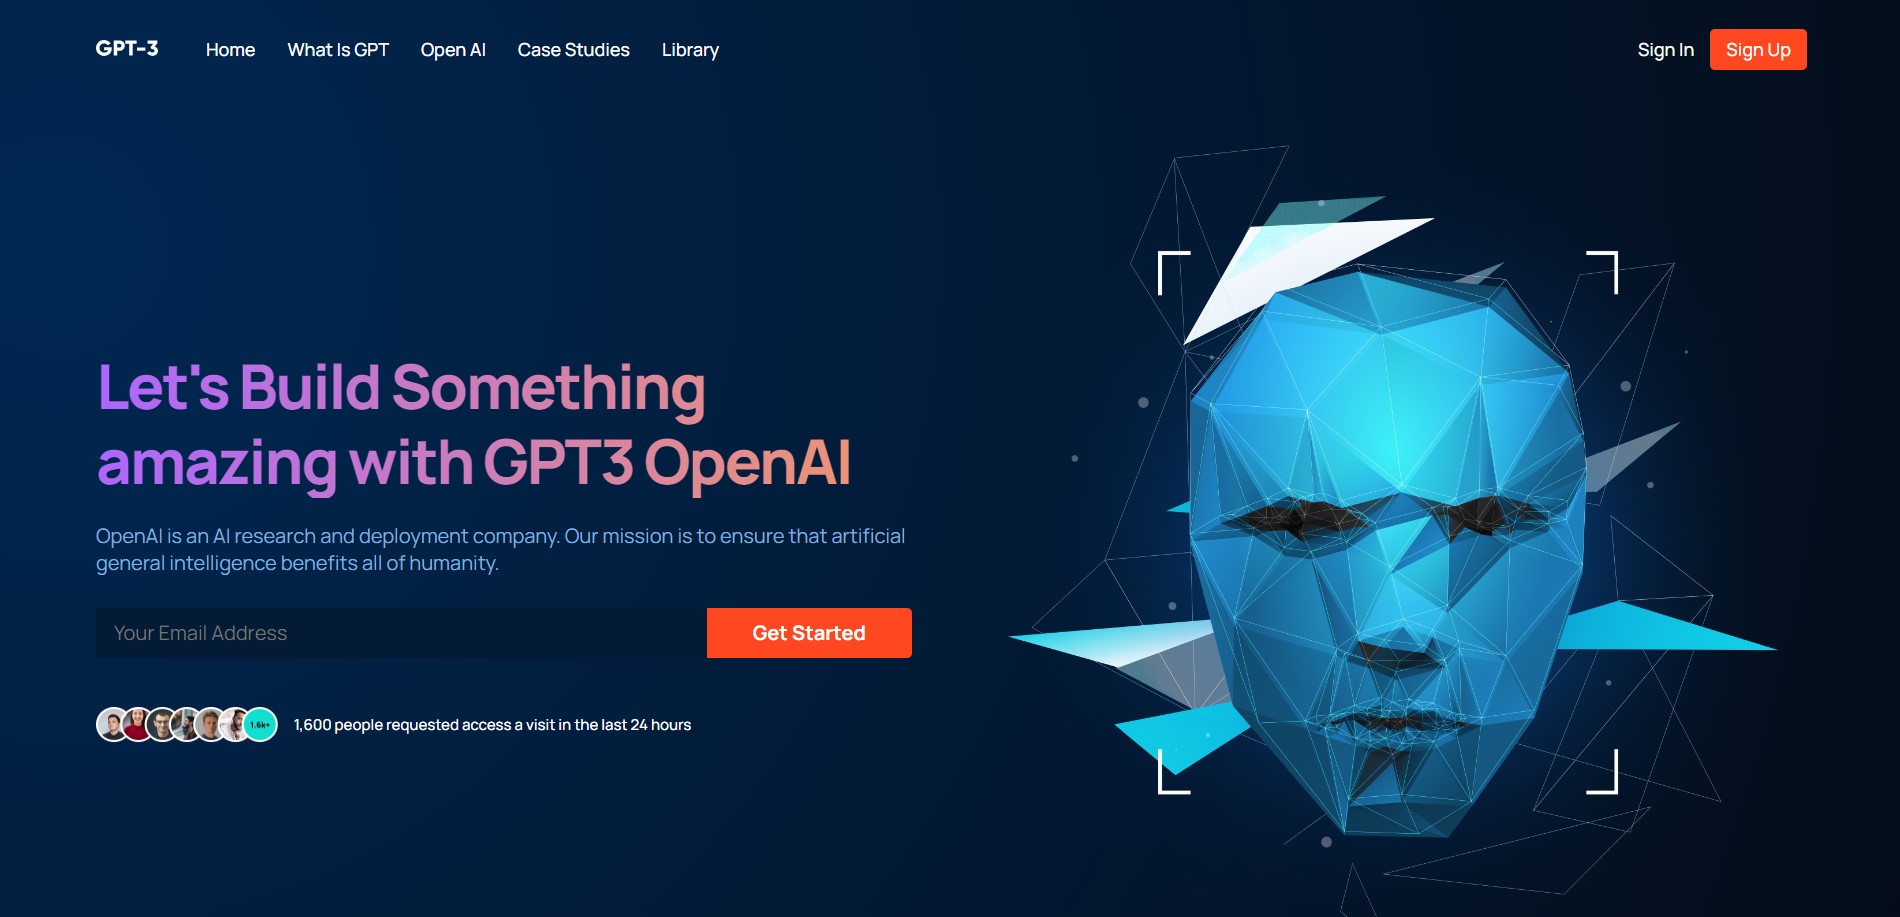 GPT-3
Home
What Is GPT
Open AI
Case Studies
Library
Sign In
Sign Up
Let's Build Something
amazing with GPT3 OpenAI
OpenAI is an AI research and deployment company. Our mission is to ensure that artificial
general intelligence benefits all of humanity.
Your Email Address
Get Started
1.6k+
1,600 people requested access a visit in the last 24 hours